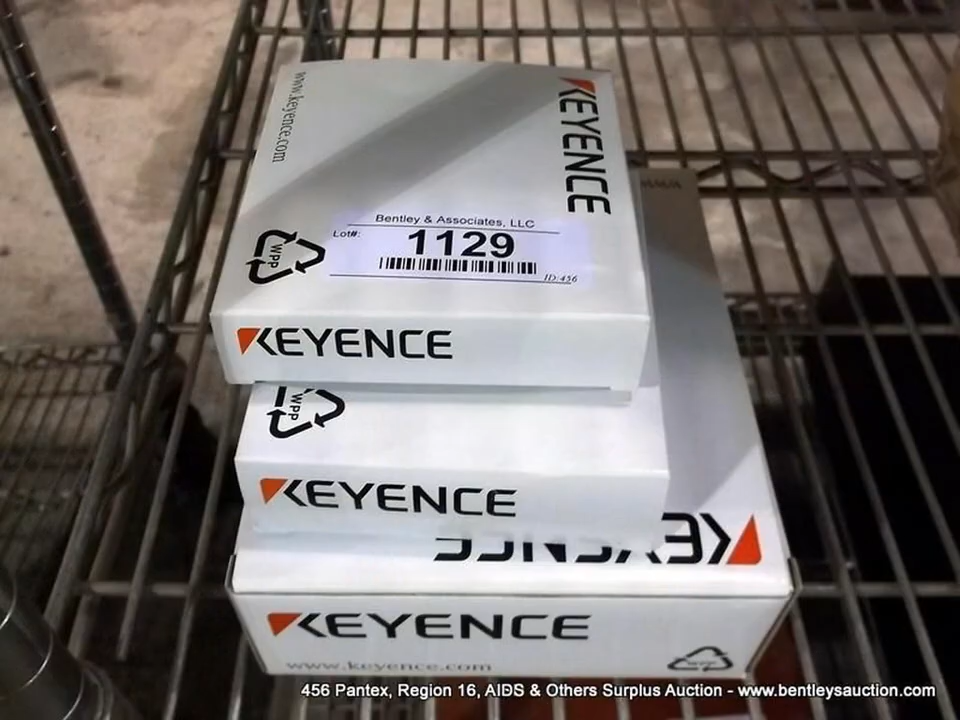 www.keyence.com
KEYENCE
Bentley & Associates, LLC
Lot#:
1129
ID:456
WPP
KEYENCE
WPP
KEYENCE
KEYENCE
KEYENCE
www.keyence.com
WPP
456 Pantex, Region 16, AIDS & Others Surplus Auction - www.bentleysauction.com